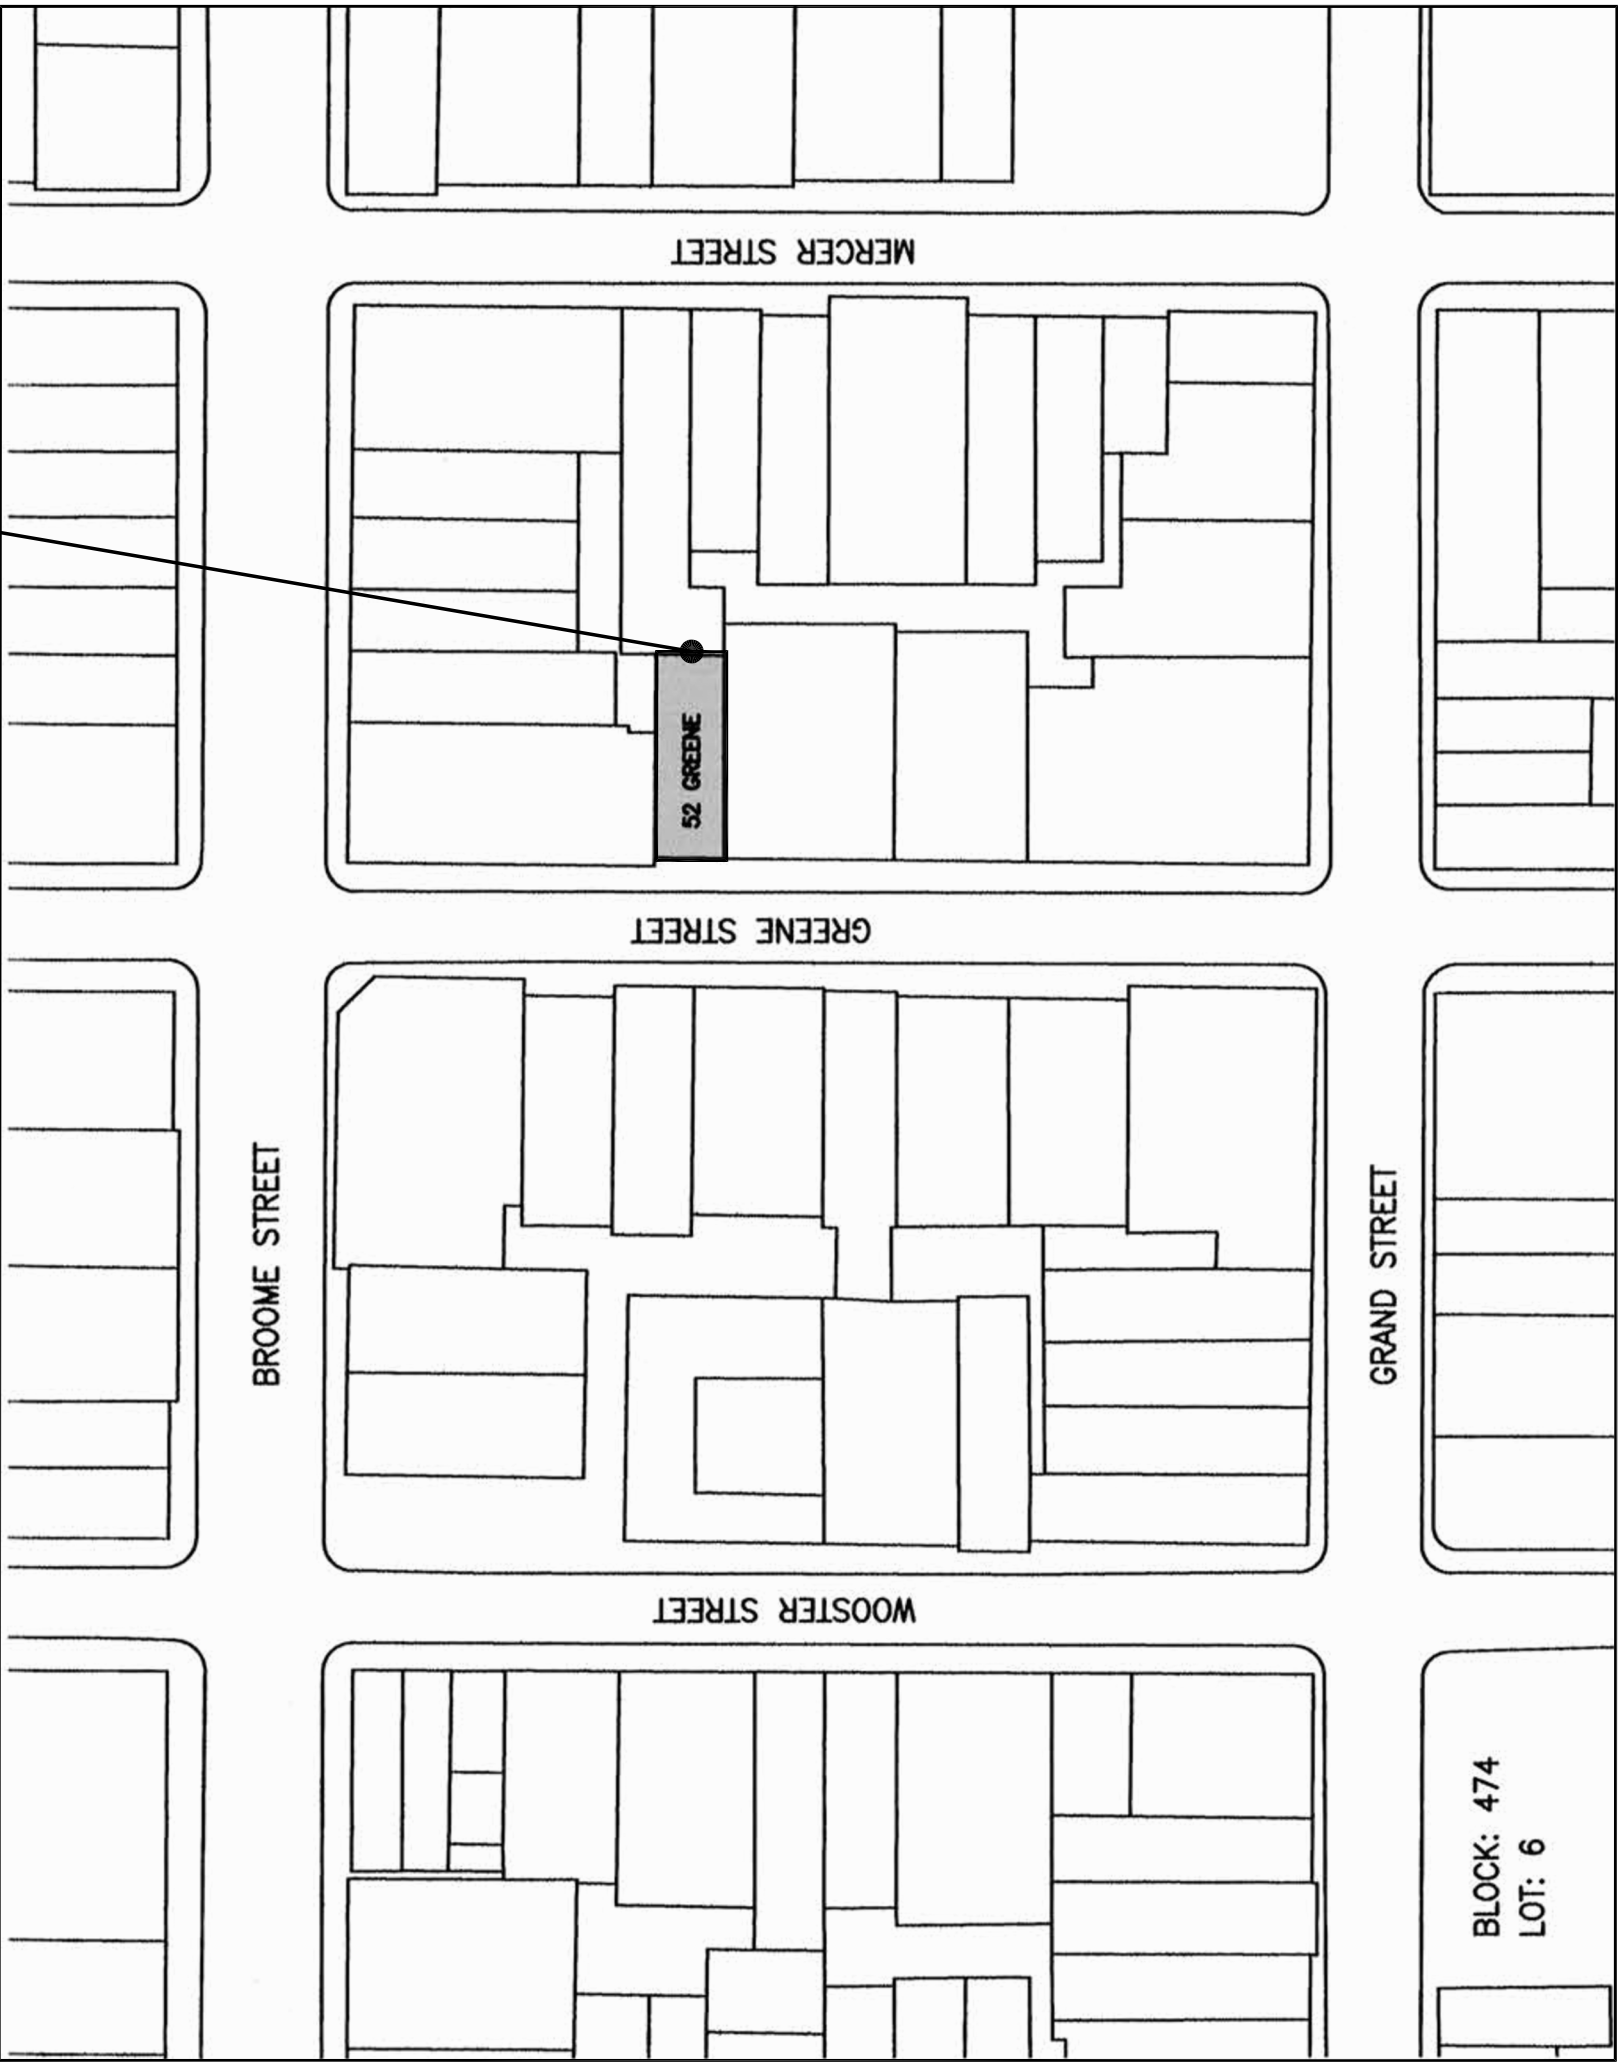 MERCER STREET
52 GREENE
GREENE STREET
BROOME STREET
GRAND STREET
WOOSTER STREET
BLOCK: 474
LOT: 6